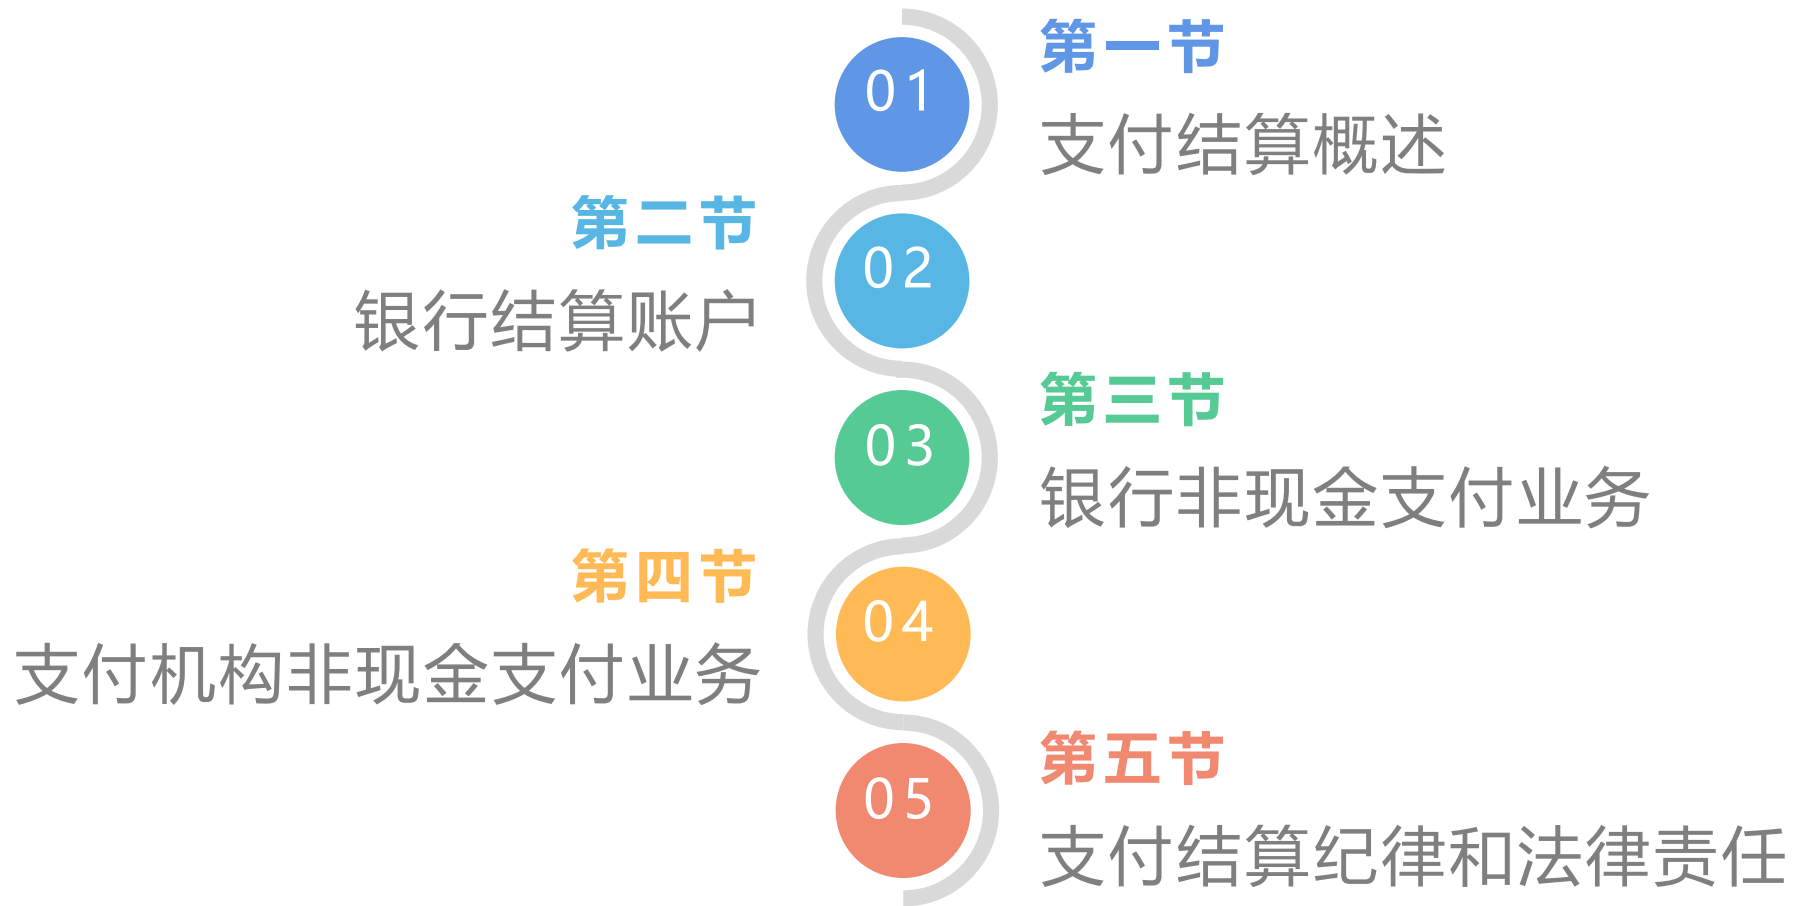 01
第一节
支付结算概述
第二节
02
银行结算账户
第三节
03
银行非现金支付业务
第四节
04
支付机构非现金支付业务
第五节
05
支付结算纪律和法律责任